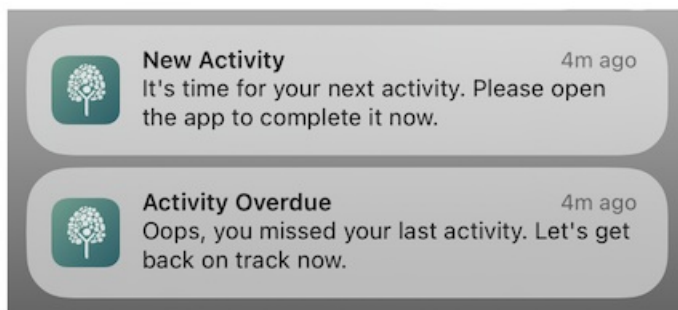 New Activity 4m ago
It's time for your next activity. Please open
the app to complete it now.
Activity Overdue 4m ago
Oops, you missed your last activity. Let's get
back on track now.